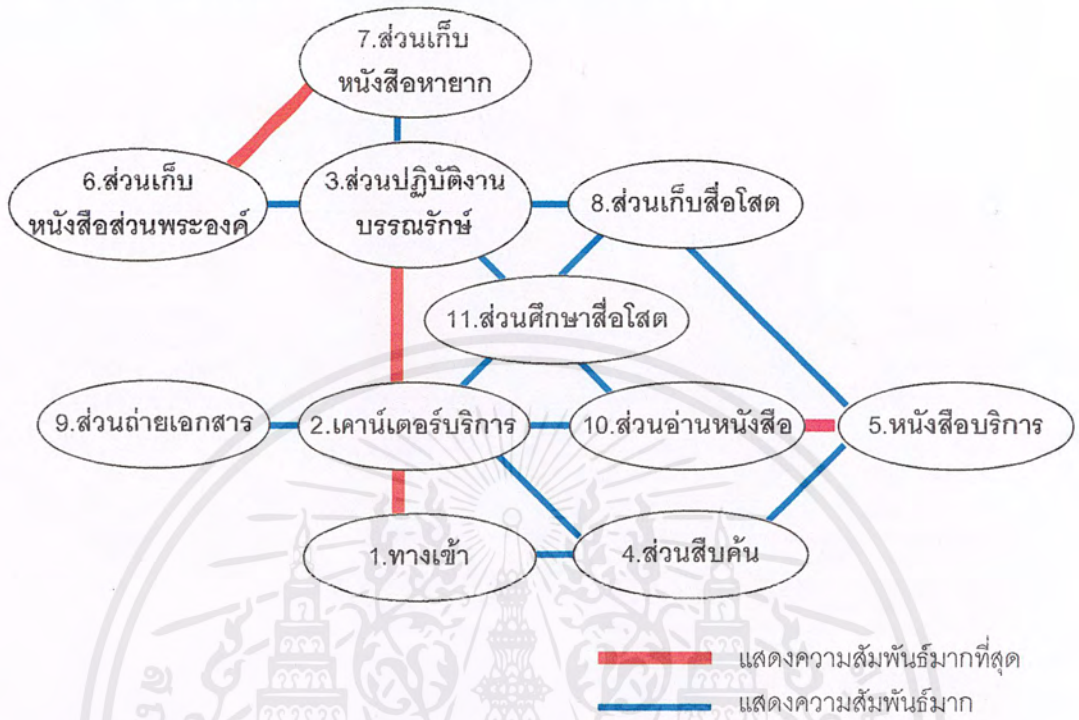 7.ส่วนเก็บ
หนังสือหายาก
6.ส่วนเก็บ
หนังสือส่วนพระองค์
3.ส่วนปฏิบัติงาน
บรรณรักษ์
8.ส่วนเก็บสื่อโสต
11.ส่วนศึกษาสื่อโสต
9.ส่วนถ่ายเอกสาร
2.เคาน์เตอร์บริการ
10.ส่วนอ่านหนังสือ
5.หนังสือบริการ
1.ทางเข้า
4.ส่วนสืบค้น
แสดงความสัมพันธ์มากที่สุด
แสดงความสัมพันธ์มาก